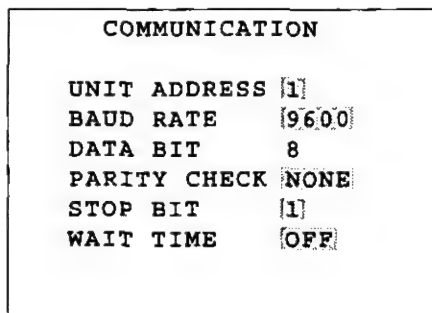 COMMUNICATION
UNIT ADDRESS 1
BAUD RATE 9600
DATA BIT 8
PARITY CHECK NONE
STOP BIT 1
WAIT TIME OFF